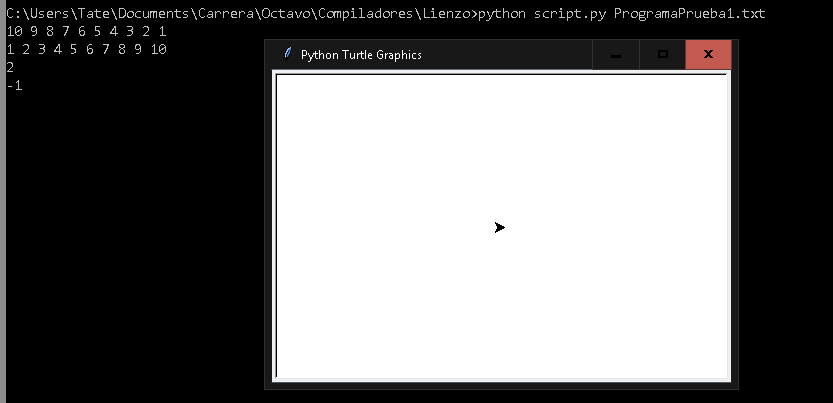 C:\Users\Tate\Documents\Carrera\Octavo\Compiladores\Lienzo>python script.py ProgramaPrueba1.txt
10 9 8 7 6 5 4 3 2 1
1 2 3 4 5 6 7 8 9 10
2
-1
Python Turtle Graphics